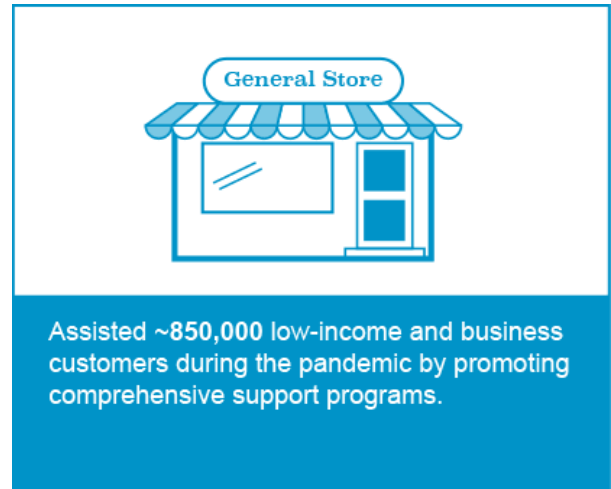 General Store
Assisted ~850,000 low-income and business
customers during the pandemic by promoting
comprehensive support programs.